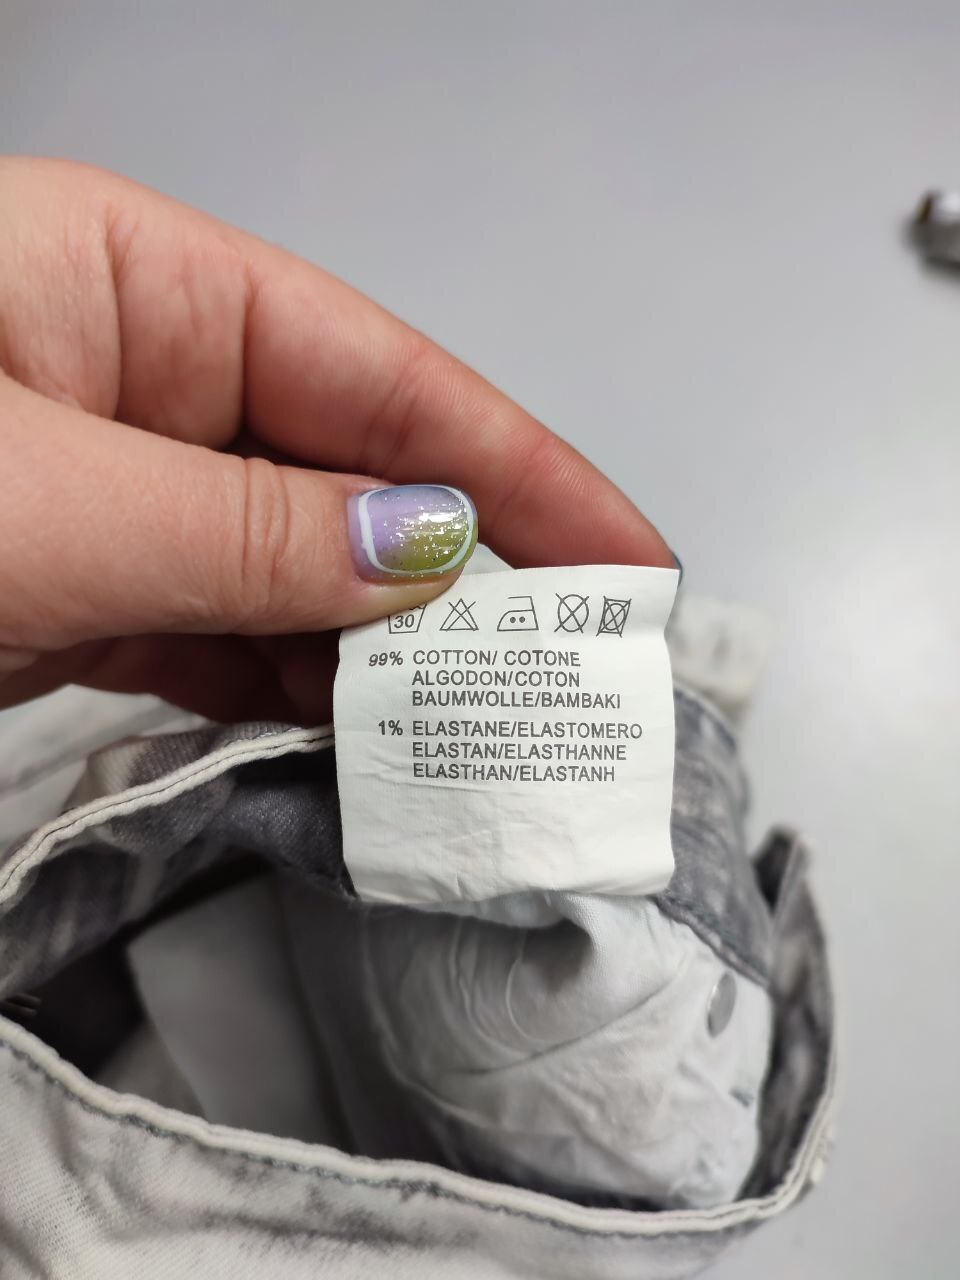 30
99% COTTON/ COTONE
ALGODON/COTON
BAUMWOLLE/BAMBAKI
1% ELASTANE/ELASTOMERO
ELASTAN/ELASTHANNE
ELASTHAN/ELASTANH